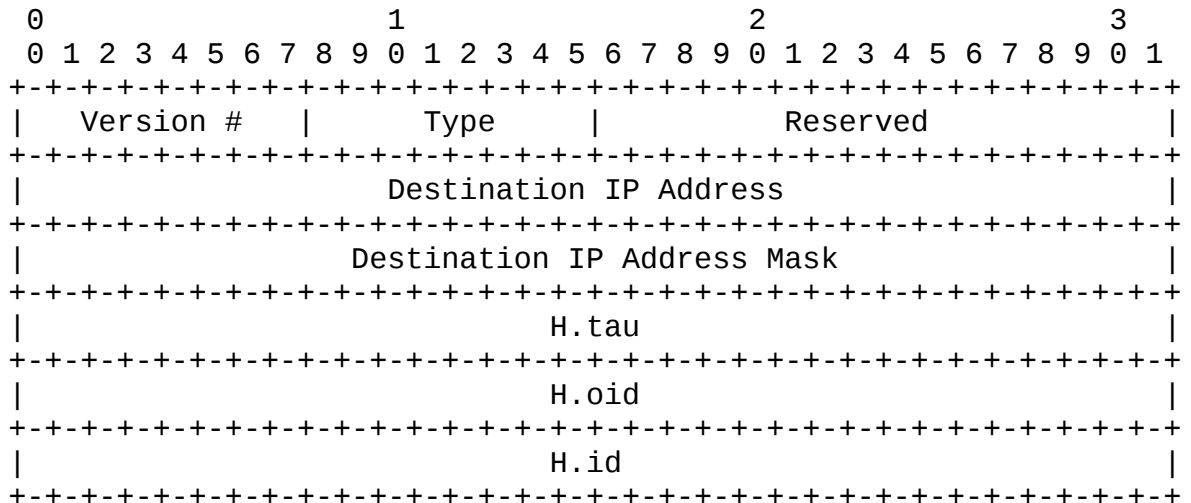 0                   1                   2                   3
 0 1 2 3 4 5 6 7 8 9 0 1 2 3 4 5 6 7 8 9 0 1 2 3 4 5 6 7 8 9 0 1
+-+-+-+-+-+-+-+-+-+-+-+-+-+-+-+-+-+-+-+-+-+-+-+-+-+-+-+-+-+-+-+-+
|   Version #   |      Type     |          Reserved             |
+-+-+-+-+-+-+-+-+-+-+-+-+-+-+-+-+-+-+-+-+-+-+-+-+-+-+-+-+-+-+-+-+
|                    Destination IP Address                     |
+-+-+-+-+-+-+-+-+-+-+-+-+-+-+-+-+-+-+-+-+-+-+-+-+-+-+-+-+-+-+-+-+
|                  Destination IP Address Mask                  |
+-+-+-+-+-+-+-+-+-+-+-+-+-+-+-+-+-+-+-+-+-+-+-+-+-+-+-+-+-+-+-+-+
|                             H.tau                             |
+-+-+-+-+-+-+-+-+-+-+-+-+-+-+-+-+-+-+-+-+-+-+-+-+-+-+-+-+-+-+-+-+
|                             H.oid                             |
+-+-+-+-+-+-+-+-+-+-+-+-+-+-+-+-+-+-+-+-+-+-+-+-+-+-+-+-+-+-+-+-+
|                             H.id                              |
+-+-+-+-+-+-+-+-+-+-+-+-+-+-+-+-+-+-+-+-+-+-+-+-+-+-+-+-+-+-+-+-+